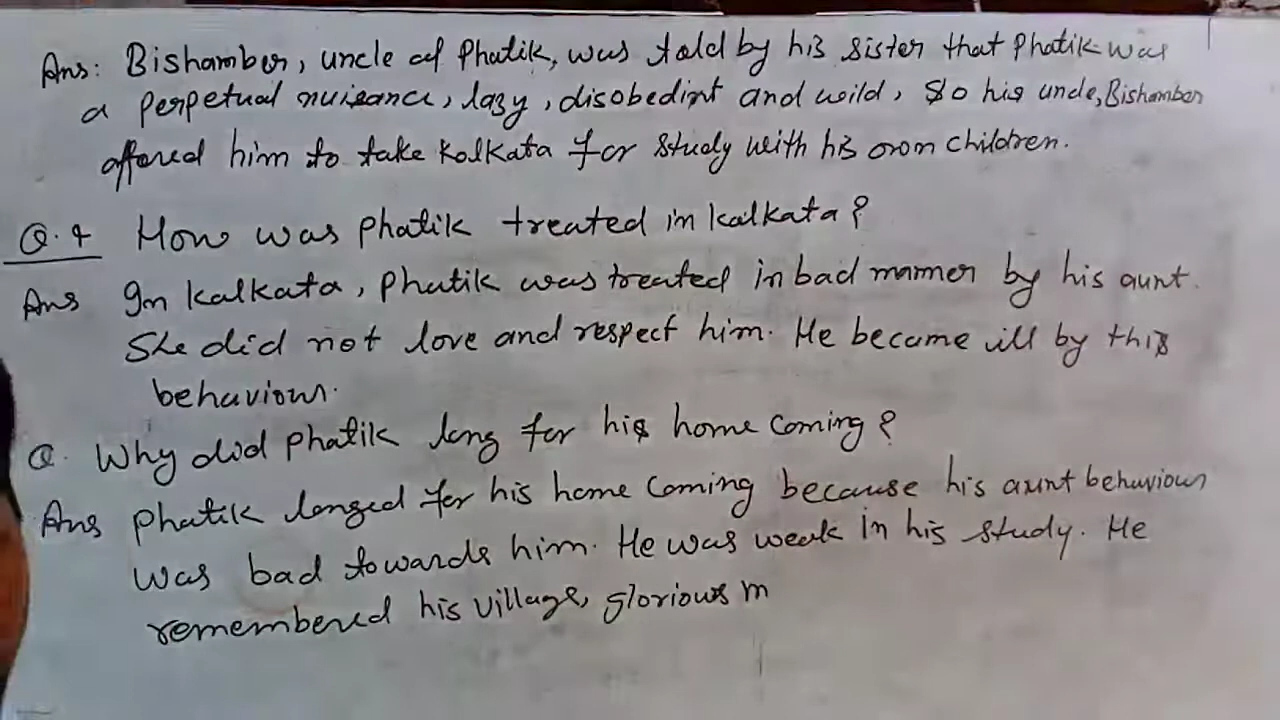 Ans: Bishamber, uncle of Phatik, was told by his sister that Phatik was
a perpetual nuisance, lazy, disobedint and wild, So his uncle, Bishamber
offered him to take Kolkata for study with his own children.
Q. 4 How was phatik treated in kalkata?
Ans In kalkata, phatik was treated in bad manner by his aunt.
She did not love and respect him. He became ill by this
behaviour.
Q. Why did phatik long for his home coming?
Ans phatik longed for his home coming because his aunt behaviour
was bad towards him. He was weak in his study. He
remembered his village, glorious m